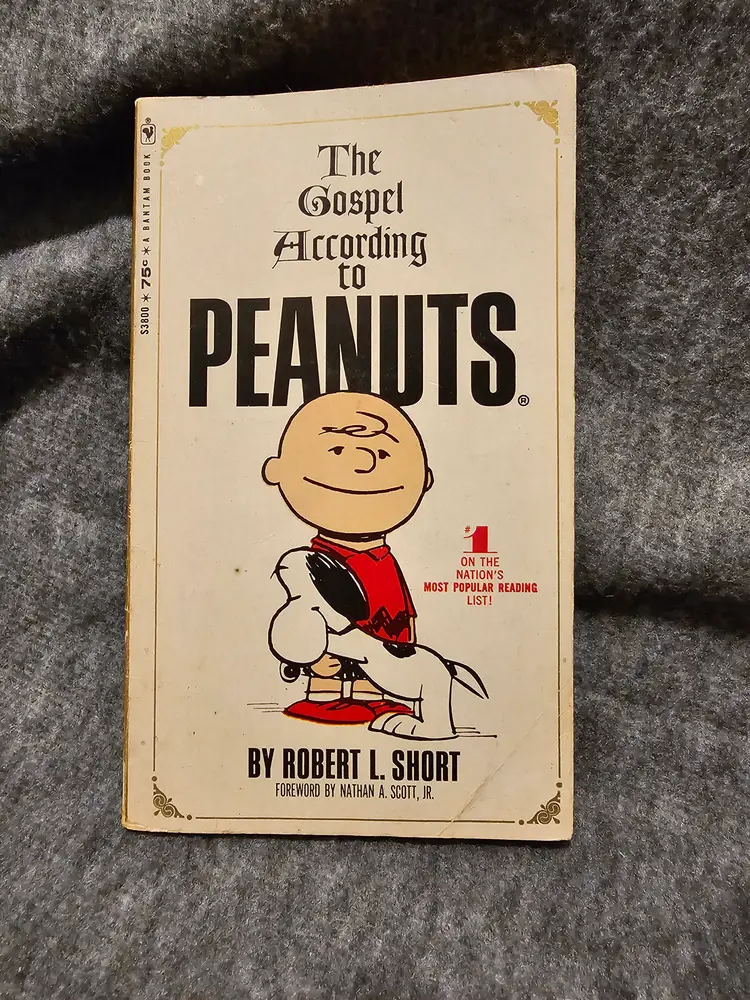 S3800 * 75¢ * A BANTAM BOOK
The
Gospel
According
to
PEANUTS®
#1
ON THE
NATION'S
MOST POPULAR READING
LIST!
BY ROBERT L. SHORT
FOREWORD BY NATHAN A. SCOTT, JR.